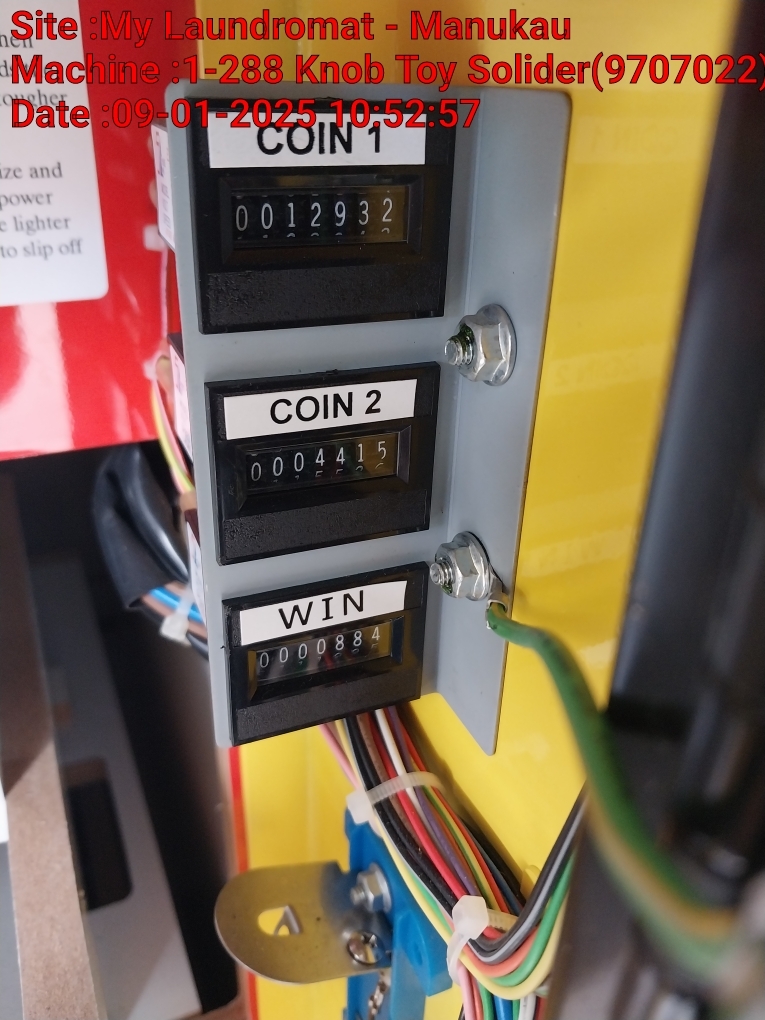 Site :My Laundromat - Manukau
Machine :1-288 Knob Toy Solider(9707022)
Date :09-01-2025 10:52:57
ize and
power
e lighter
to slip off
COIN 1
0012932
COIN 2
0004415
WIN
0000884